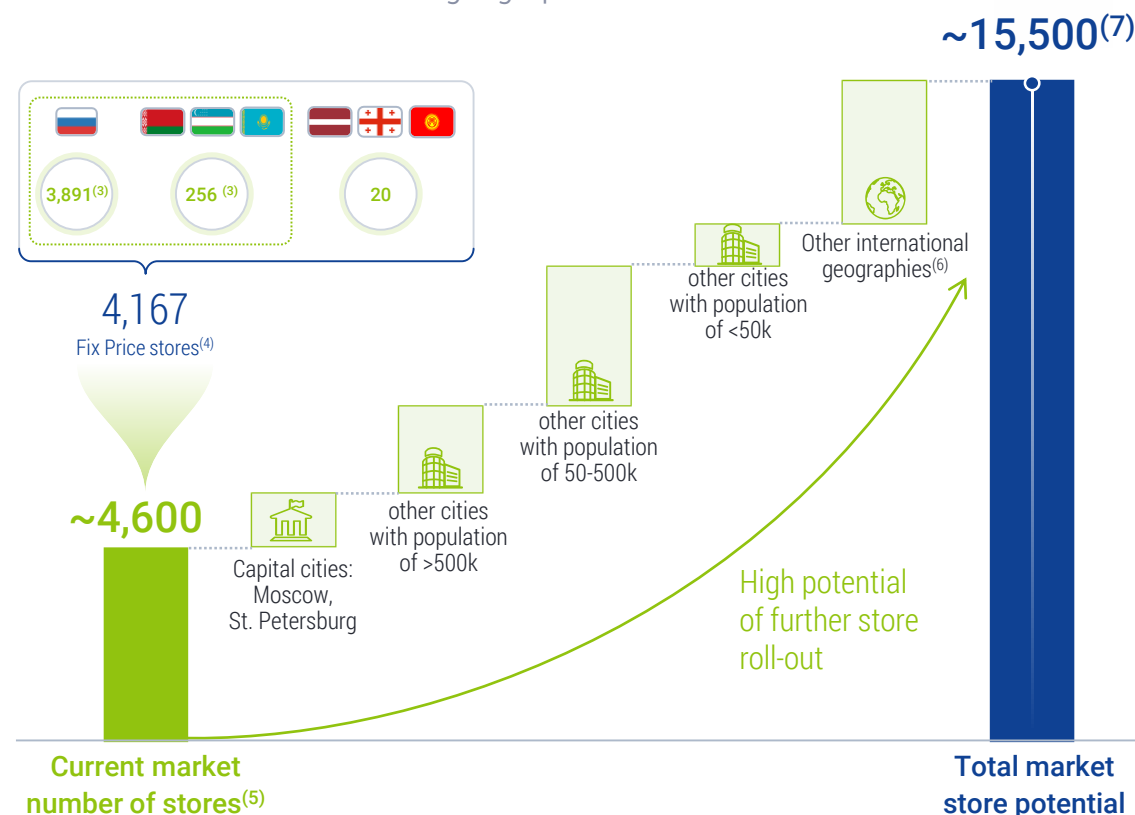 ~15,500(7)
3,891(3)
256 (3)
20
4,167
Fix Price stores(4)
~4,600
Capital cities:
Moscow,
St. Petersburg
other cities
with population
of >500k
other cities
with population
of 50-500k
other cities
with population
of <50k
Other international
geographies(6)
High potential
of further store
roll-out
Current market
number of stores(5)
Total market
store potential